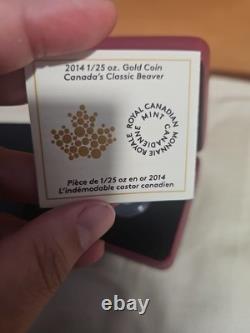 2014 1/25 oz. Gold Coin
Canada's Classic Beaver
ROYAL CANADIAN
MINT
CANADIENNE
MONNAIE ROYALE
Pièce de 1/25 oz en or 2014
L'indémodable castor canadien
ebay